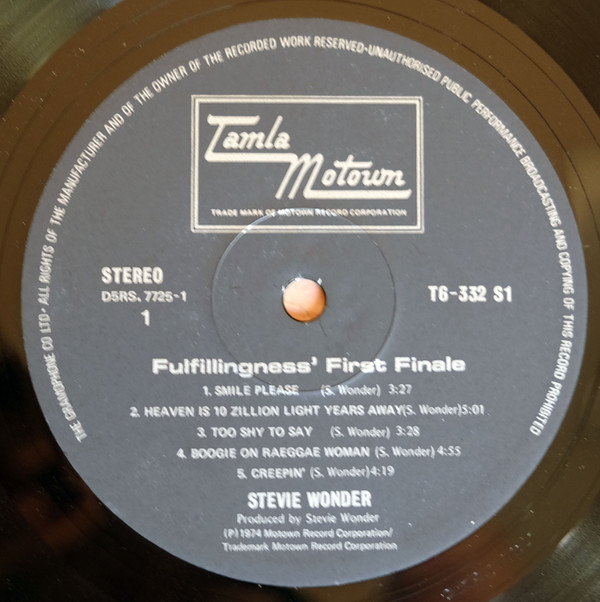 THE GRAMOPHONE CO LTD· ALL RIGHTS OF THE MANUFACTURER AND OF THE OWNER OF THE RECORDED WORK RESERVED-UNAUTHORISED PUBLIC PERFORMANCE BROADCASTING AND COPYING OF THIS RECORD PROHIBITED
Tamla
Motown
TRADE MARK OF MOTOWN RECORD CORPORATION
STEREO
D5RS. 7725-1
1
T6-332 S1
Fulfillingness' First Finale
1. SMILE PLEASE (S. Wonder) 3:27
2. HEAVEN IS 10 ZILLION LIGHT YEARS AWAY(S. Wonder)5:01
3. TOO SHY TO SAY (S. Wonder) 3:28
4. BOOGIE ON RAEGGAE WOMAN (S. Wonder) 4:55
5. CREEPIN' (S. Wonder)4:19
STEVIE WONDER
Produced by Stevie Wonder
(P)1974 Motown Record Corporation/
Trademark Motown Record Corporation